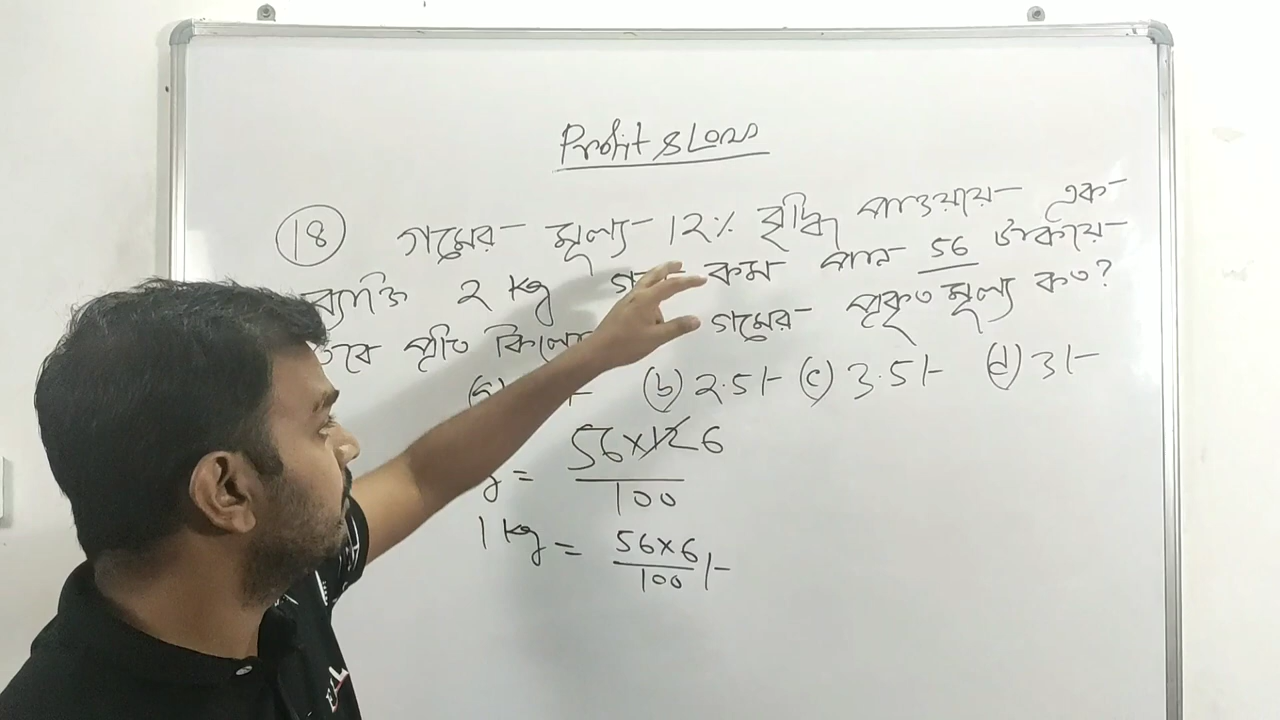 Profit & Loss
18 গমের মূল্য 12% বৃদ্ধি পাওয়ায় এক
ব্যক্তি 2 kg কম পান 56 টাকায়
তবে প্রতি গমের প্রকৃত মূল্য কত?
(b) 2.5/- (c) 3.5/- (d) 3/-
= 56×12 6
100
1 kg = 56×6
100 /-